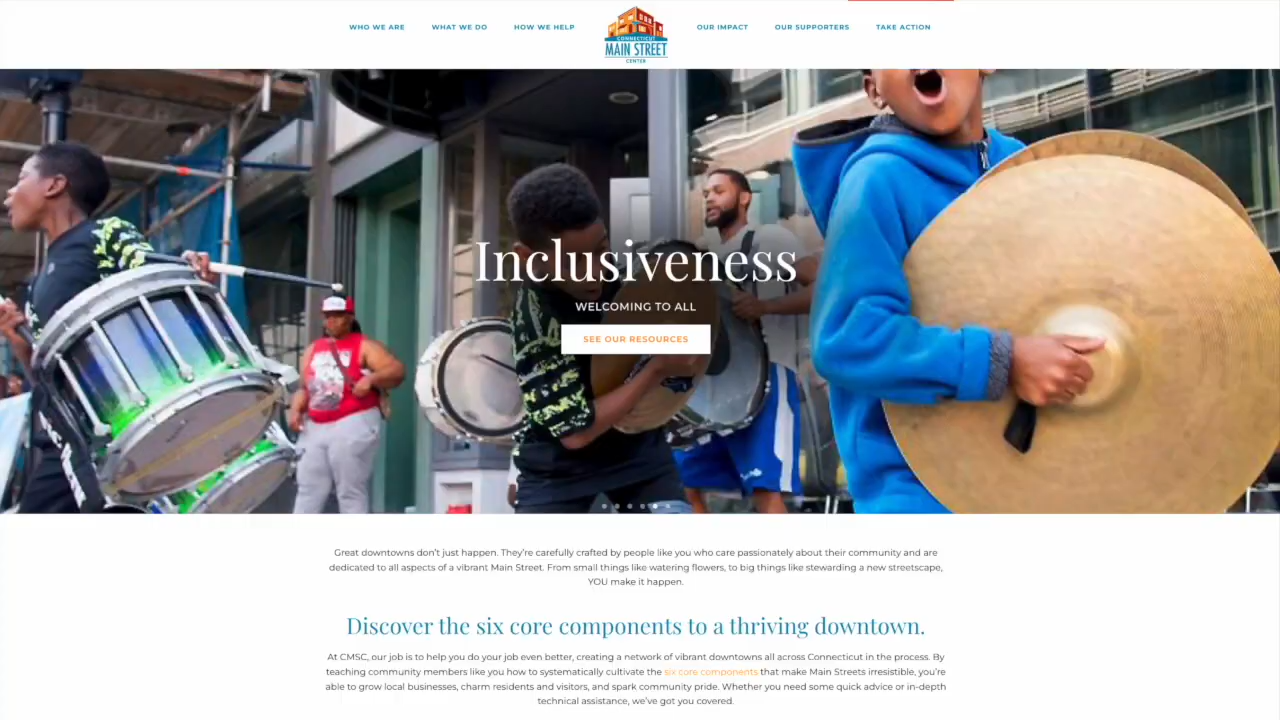 WHO WE ARE
WHAT WE DO
HOW WE HELP
CONNECTICUT
MAIN STREET
CENTER
OUR IMPACT
OUR SUPPORTERS
TAKE ACTION
Inclusiveness
WELCOMING TO ALL
SEE OUR RESOURCES
Great downtowns don't just happen. They're carefully crafted by people like you who care passionately about their community and are
dedicated to all aspects of a vibrant Main Street. From small things like watering flowers, to big things like stewarding a new streetscape,
YOU make it happen.
Discover the six core components to a thriving downtown.
At CMSC, our job is to help you do your job even better, creating a network of vibrant downtowns all across Connecticut in the process. By
teaching community members like you how to systematically cultivate the six core components that make Main Streets irresistible, you're
able to grow local businesses, charm residents and visitors, and spark community pride. Whether you need some quick advice or in-depth
technical assistance, we've got you covered.